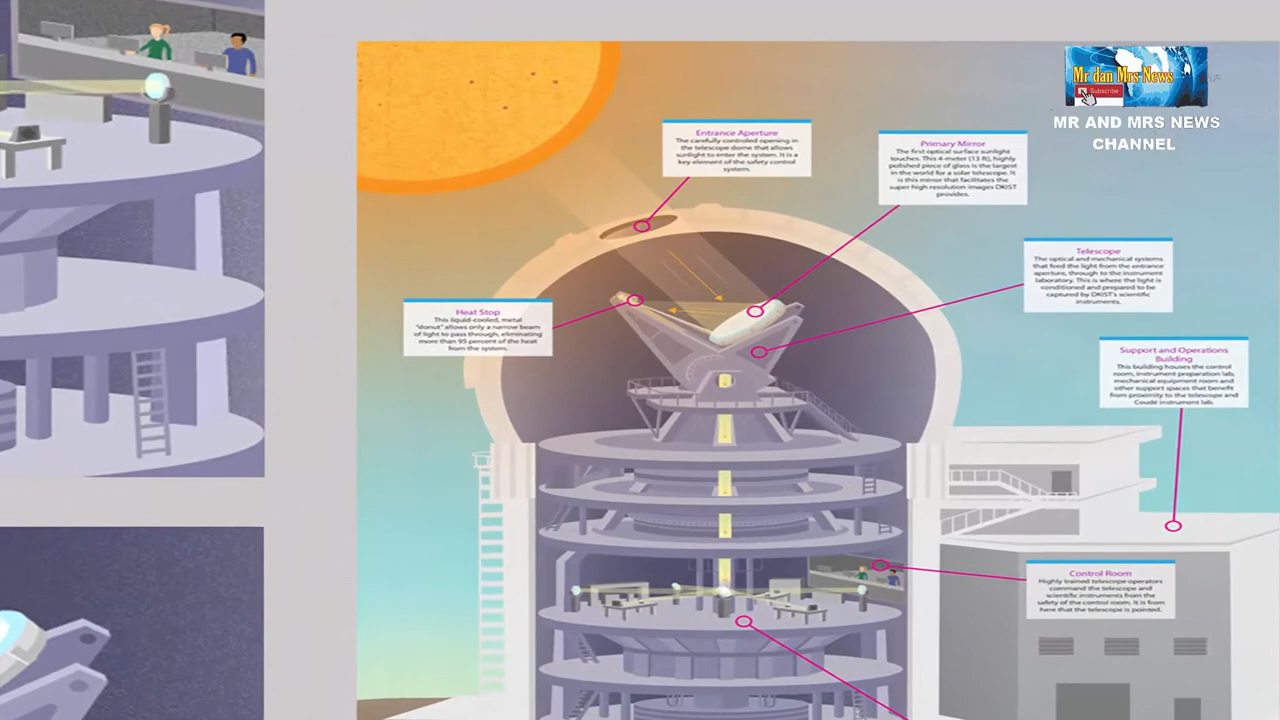 Mr dan Mrs News
Subscribe
MR AND MRS NEWS
CHANNEL
Entrance Aperture
The carefully controled opening in
the telescope dome that allows
sunlight to enter the system. It is a
key element of the safety control
system.
Primary Mirror
The first optical surface sunlight
touches. This 4-meter (13 ft), highly
polished piece of glass is the largest
in the world for a solar telescope. It
is this mirror that facilitates the
super high resolution images DKIST
provides.
Telescope
The optical and mechanical systems
that feed the light from the entrance
aperture, through to the instrument
laboratory. This is where the light is
conditioned and prepared to be
captured by DKIST's scientific
instruments.
Heat Stop
This liquid-cooled, metal
"donut" allows only a narrow beam
of light to pass through, eliminating
more than 95 percent of the heat
from the system.
Support and Operations
Building
This building houses the control
room, instrument preparation lab,
mechanical equipment room and
other support spaces that benefit
from proximity to the telescope and
Coudé instrument lab.
Control Room
Highly trained telescope operators
command the telescope and
scientific instruments from the
safety of the control room. It is from
here that the telescope is pointed.